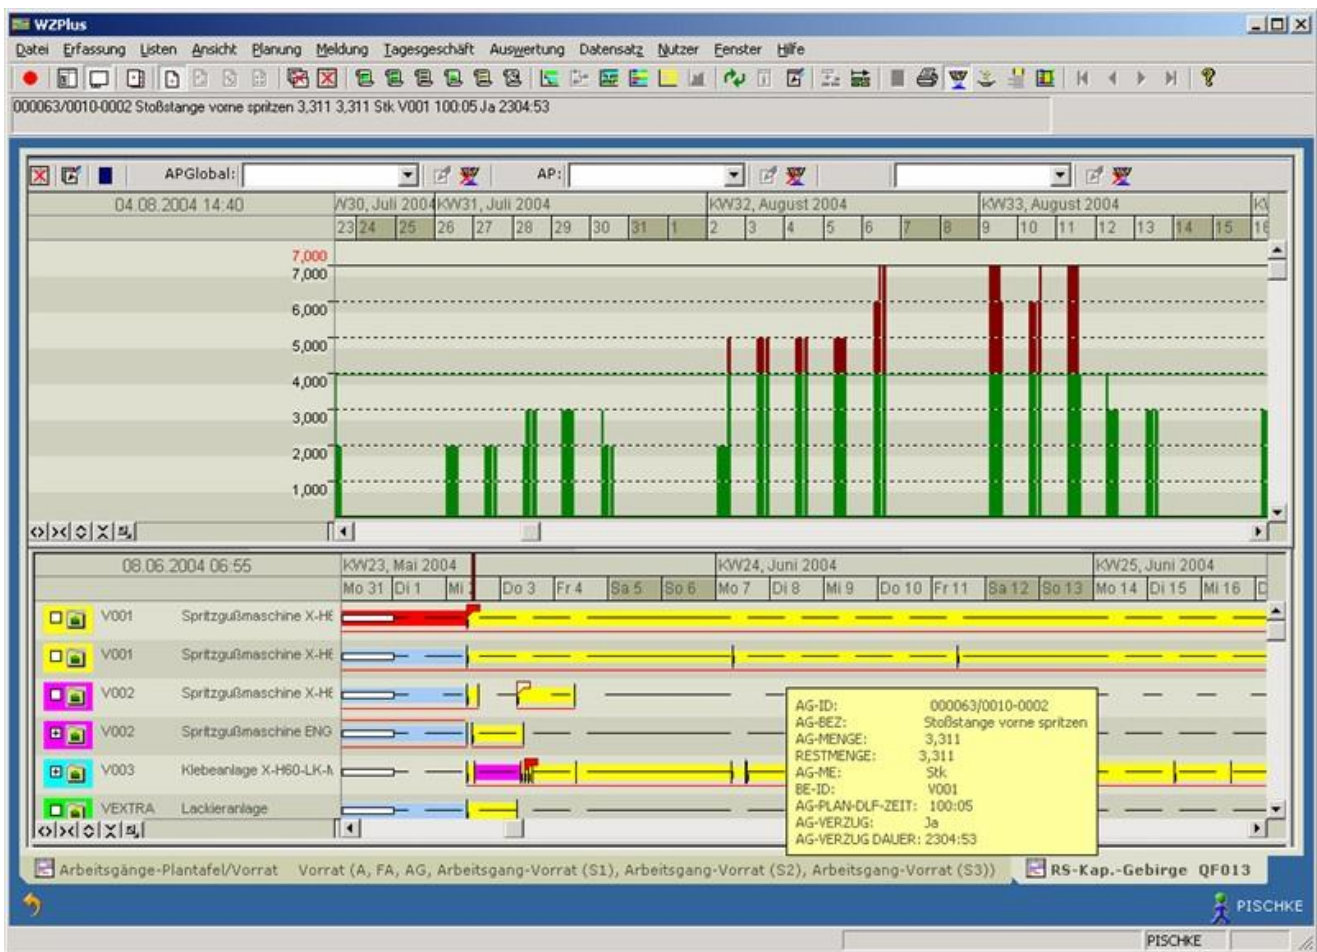 WZPlus
Datei Erfassung Listen Ansicht Planung Meldung Tagesgeschäft Auswertung Datensatz Nutzer Fenster Hilfe
000063/0010-0002 Stoßstange vorne spritzen 3,311 3,311 Stk V001 100:05 Ja 2304:53
APGlobal: AP:
04.08.2004 14:40 W30, Juli 2004 KW31, Juli 2004 KW32, August 2004 KW33, August 2004
23 24 25 26 27 28 29 30 31 1 2 3 4 5 6 7 8 9 10 11 12 13 14 15 16
7,000
7,000
6,000
5,000
4,000
3,000
2,000
1,000
08.06.2004 06:55 KW23, Mai 2004 KW24, Juni 2004 KW25, Juni 2004
Mo 31 Di 1 Mi Do 3 Fr 4 Sa 5 So 6 Mo 7 Di 8 Mi 9 Do 10 Fr 11 Sa 12 So 13 Mo 14 Di 15 Mi 16 D
V001 Spritzgußmaschine X-H6
V001 Spritzgußmaschine X-H6
V002 Spritzgußmaschine X-H6
V002 Spritzgußmaschine ENG
V003 Klebeanlage X-H60-LK-M
VEXTRA Lackieranlage
AG-ID: 000063/0010-0002
AG-BEZ: Stoßstange vorne spritzen
AG-MENGE: 3,311
RESTMENGE: 3,311
AG-ME: Stk
BE-ID: V001
AG-PLAN-DLF-ZEIT: 100:05
AG-VERZUG: Ja
AG-VERZUG DAUER: 2304:53
Arbeitsgänge-Plantafel/Vorrat Vorrat (A, FA, AG, Arbeitsgang-Vorrat (S1), Arbeitsgang-Vorrat (S2), Arbeitsgang-Vorrat (S3)) RS-Kap.-Gebirge QF013
PISCHKE
PISCHKE